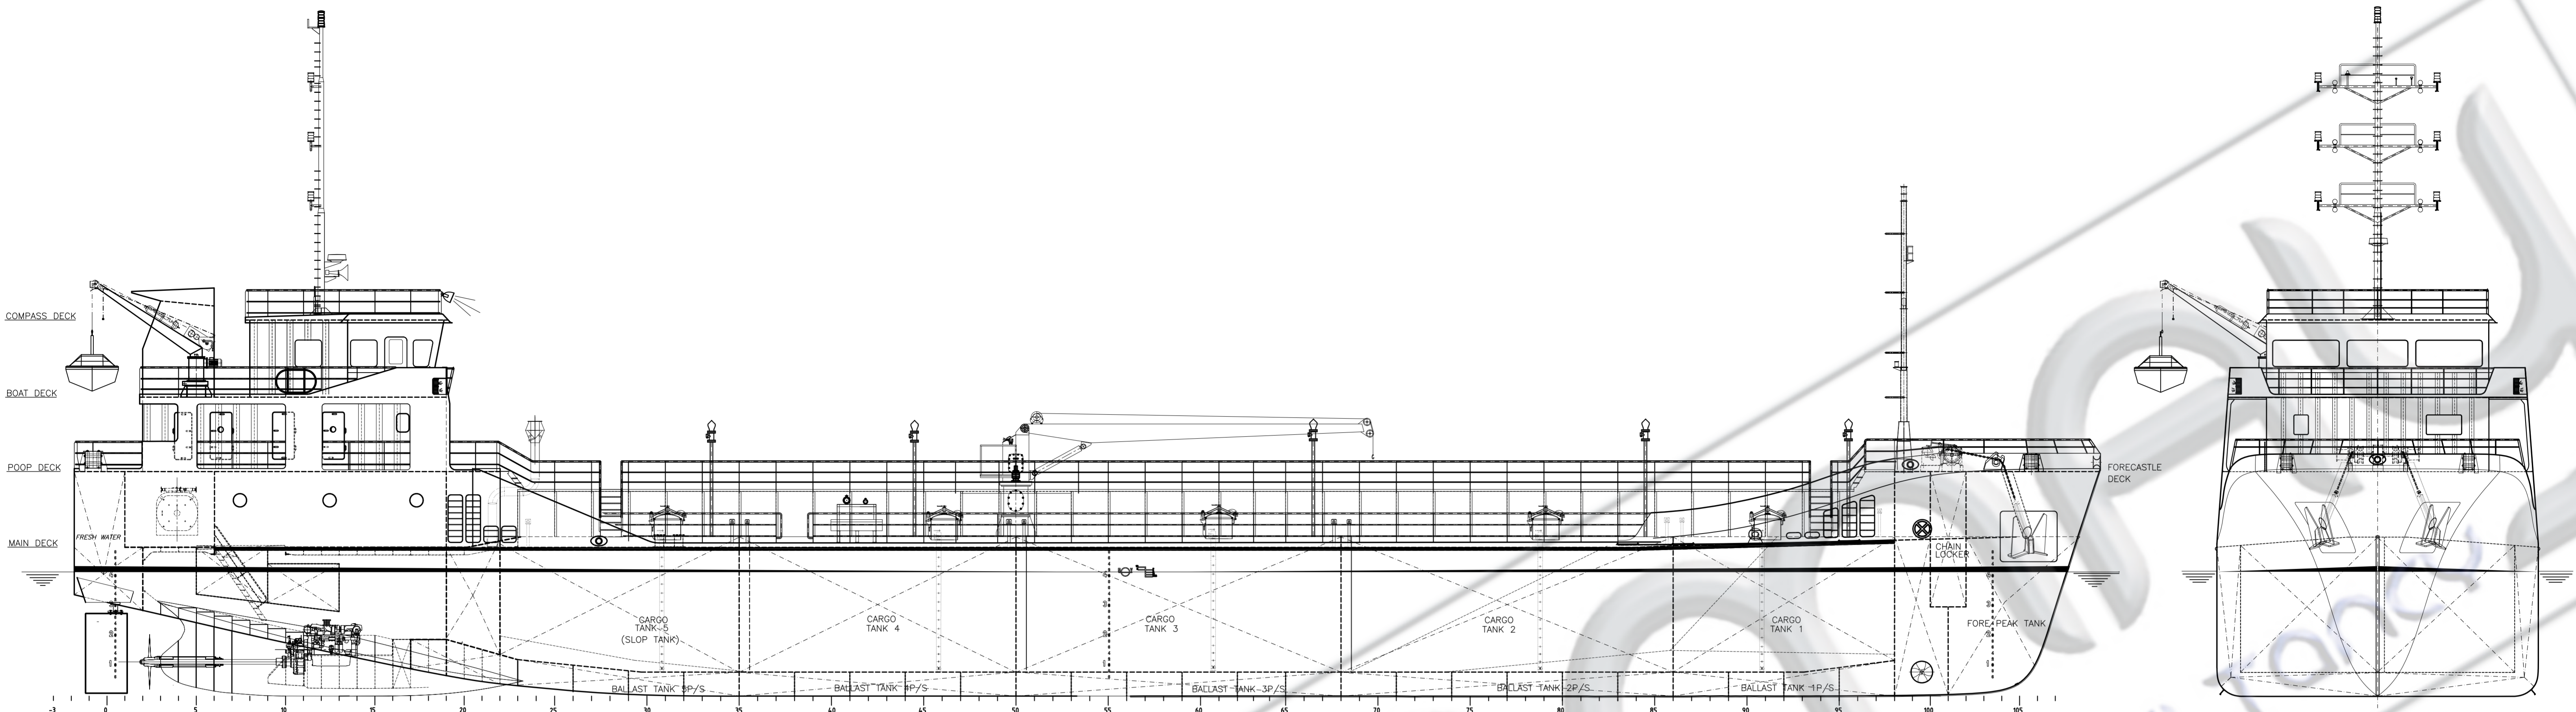 COMPASS DECK
BOAT DECK
POOP DECK
MAIN DECK
FRESH WATER
FORECASTLE
DECK
CHAIN
LOCKER
FORE PEAK TANK
CARGO
TANK 5
(SLOP TANK)
CARGO
TANK 4
CARGO
TANK 3
CARGO
TANK 2
CARGO
TANK 1
BALLAST TANK 5P/S
BALLAST TANK 4P/S
BALLAST TANK 3P/S
BALLAST TANK 2P/S
BALLAST TANK 1P/S
-3 0 5 10 15 20 25 30 35 40 45 50 55 60 65 70 75 80 85 90 95 100 105